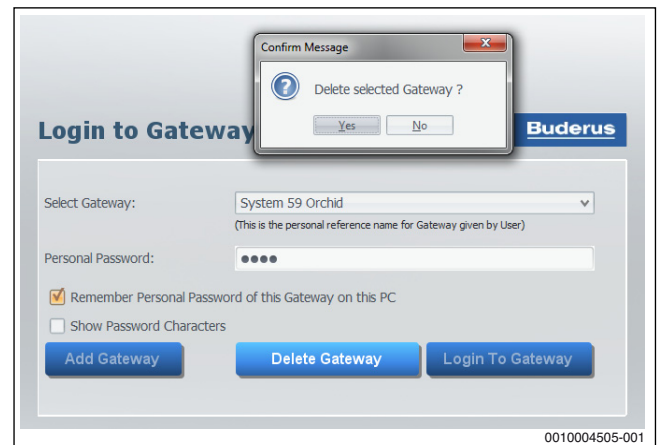 Confirm Message
Delete selected Gateway ?
Yes No
Login to Gateway
Buderus
Select Gateway:
System 59 Orchid
(This is the personal reference name for Gateway given by User)
Personal Password:
Remember Personal Password of this Gateway on this PC
Show Password Characters
Add Gateway
Delete Gateway
Login To Gateway
0010004505-001